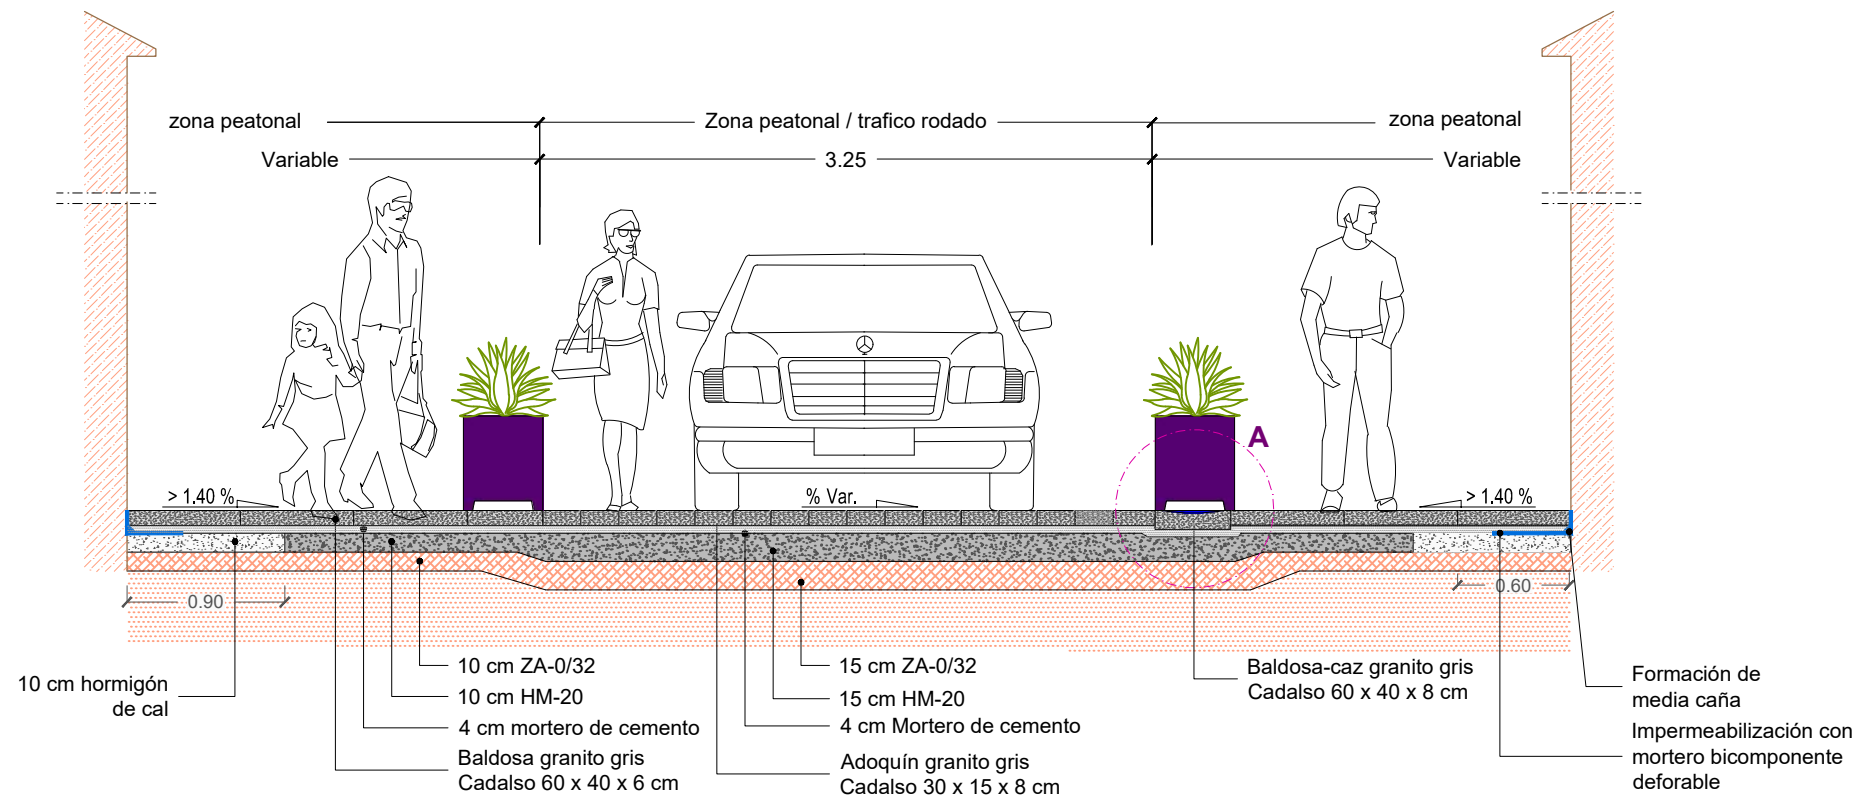 zona peatonal
Zona peatonal / trafico rodado
zona peatonal
Variable
3.25
Variable
A
> 1.40 %
% Var.
> 1.40 %
0.90
0.60
10 cm hormigón
de cal
10 cm ZA-0/32
10 cm HM-20
4 cm mortero de cemento
Baldosa granito gris
Cadalso 60 x 40 x 6 cm
15 cm ZA-0/32
15 cm HM-20
4 cm Mortero de cemento
Adoquín granito gris
Cadalso 30 x 15 x 8 cm
Baldosa-caz granito gris
Cadalso 60 x 40 x 8 cm
Formación de
media caña
Impermeabilización con
mortero bicomponente
deforable